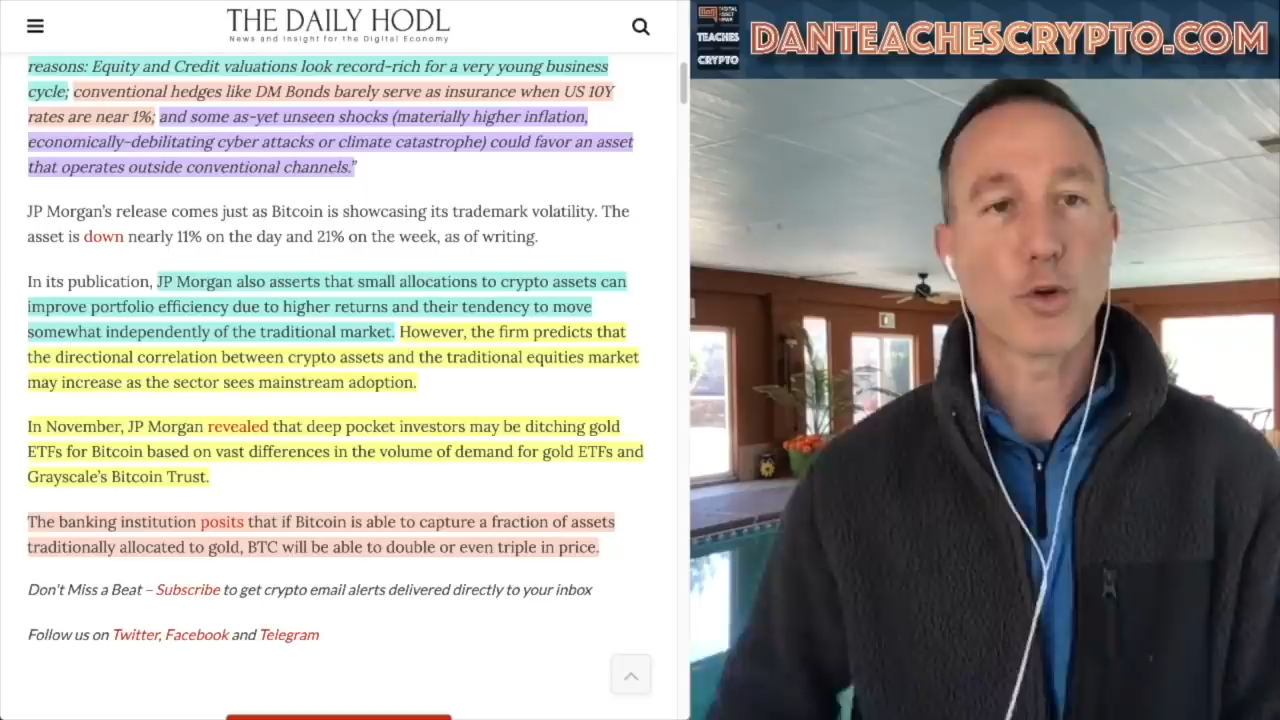 THE DAILY HODL
News and Insight for the Digital Economy
reasons: Equity and Credit valuations look record-rich for a very young business
cycle; conventional hedges like DM Bonds barely serve as insurance when US 10Y
rates are near 1%; and some as-yet unseen shocks (materially higher inflation,
economically-debilitating cyber attacks or climate catastrophe) could favor an asset
that operates outside conventional channels."
JP Morgan's release comes just as Bitcoin is showcasing its trademark volatility. The
asset is down nearly 11% on the day and 21% on the week, as of writing.
In its publication, JP Morgan also asserts that small allocations to crypto assets can
improve portfolio efficiency due to higher returns and their tendency to move
somewhat independently of the traditional market. However, the firm predicts that
the directional correlation between crypto assets and the traditional equities market
may increase as the sector sees mainstream adoption.
In November, JP Morgan revealed that deep pocket investors may be ditching gold
ETFs for Bitcoin based on vast differences in the volume of demand for gold ETFs and
Grayscale's Bitcoin Trust.
The banking institution posits that if Bitcoin is able to capture a fraction of assets
traditionally allocated to gold, BTC will be able to double or even triple in price.
Don't Miss a Beat – Subscribe to get crypto email alerts delivered directly to your inbox
Follow us on Twitter, Facebook and Telegram
DIGITAL
ASSET
TEACHES
CRYPTO
DANTEACHESCRYPTO.COM